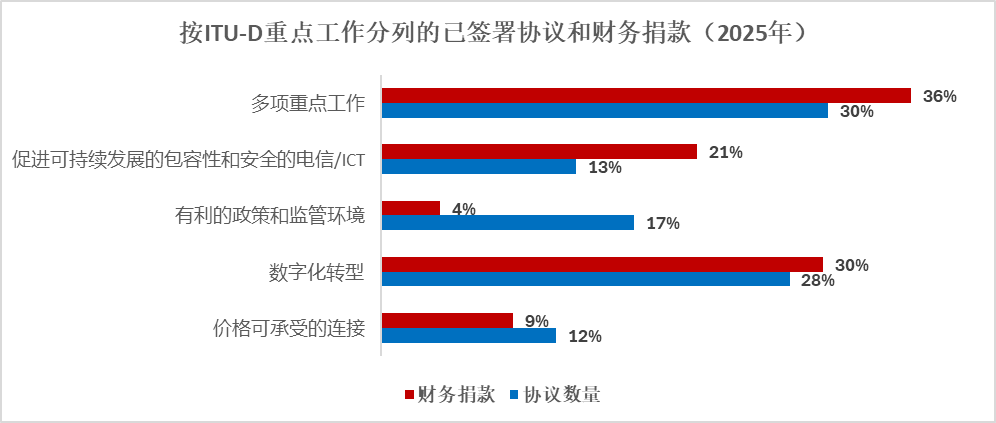 按ITU-D重点工作分列的已签署协议和财务捐款（2025年）
多项重点工作
36%
30%
促进可持续发展的包容性和安全的电信/ICT
21%
13%
有利的政策和监管环境
4%
17%
数字化转型
30%
28%
价格可承受的连接
9%
12%
财务捐款 协议数量